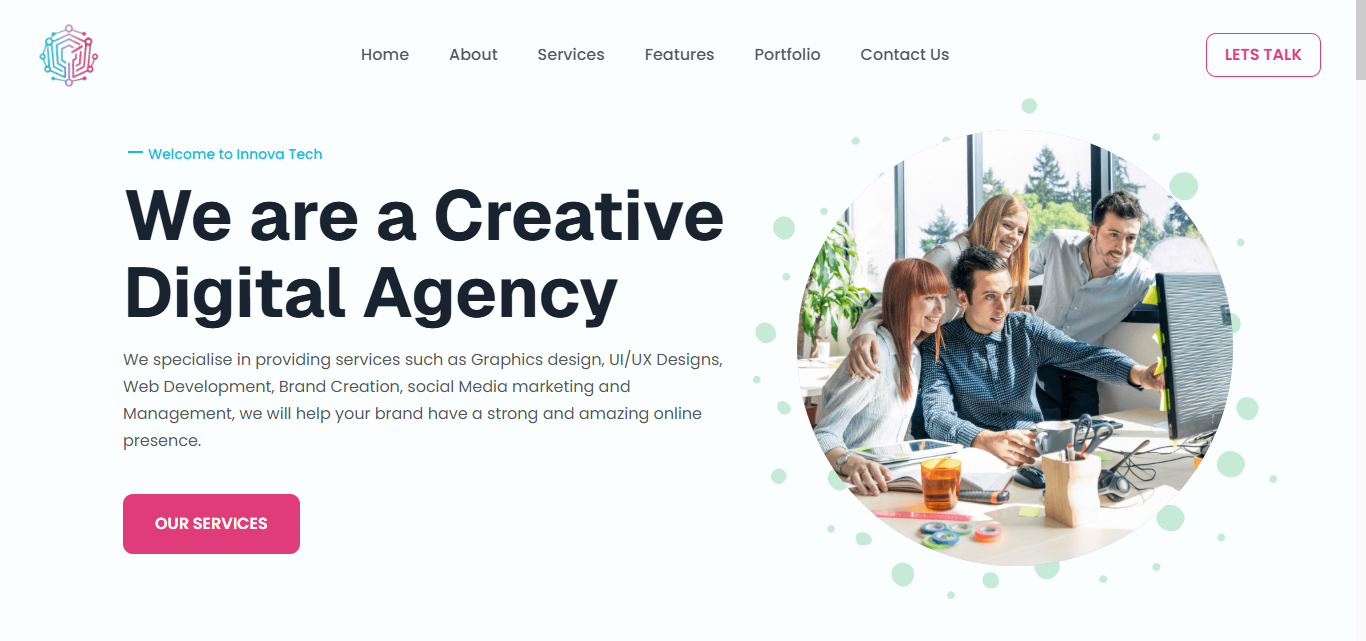 Home
About
Services
Features
Portfolio
Contact Us
LETS TALK
Welcome to Innova Tech
We are a Creative
Digital Agency
We specialise in providing services such as Graphics design, UI/UX Designs,
Web Development, Brand Creation, social Media marketing and
Management, we will help your brand have a strong and amazing online
presence.
OUR SERVICES